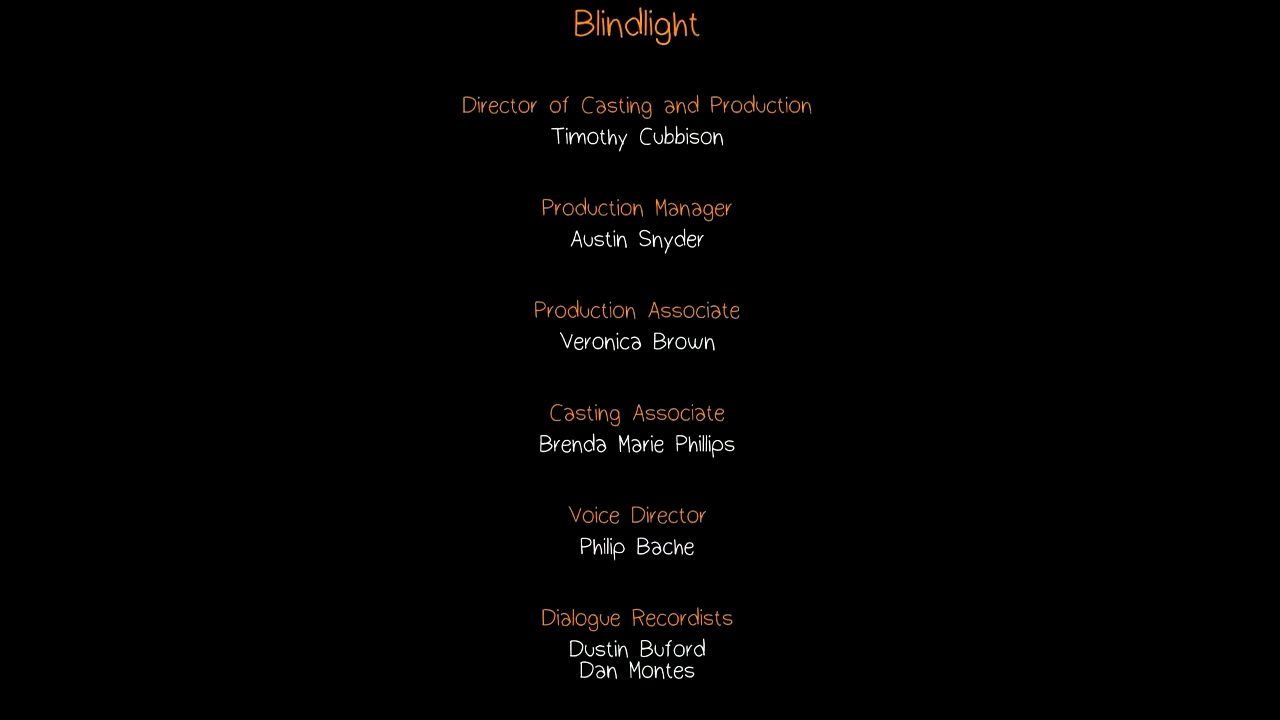 Blindlight
Director of Casting and Production
Timothy Cubbison
Production Manager
Austin Snyder
Production Associate
Veronica Brown
Casting Associate
Brenda Marie Phillips
Voice Director
Philip Bache
Dialogue Recordists
Dustin Buford
Dan Montes